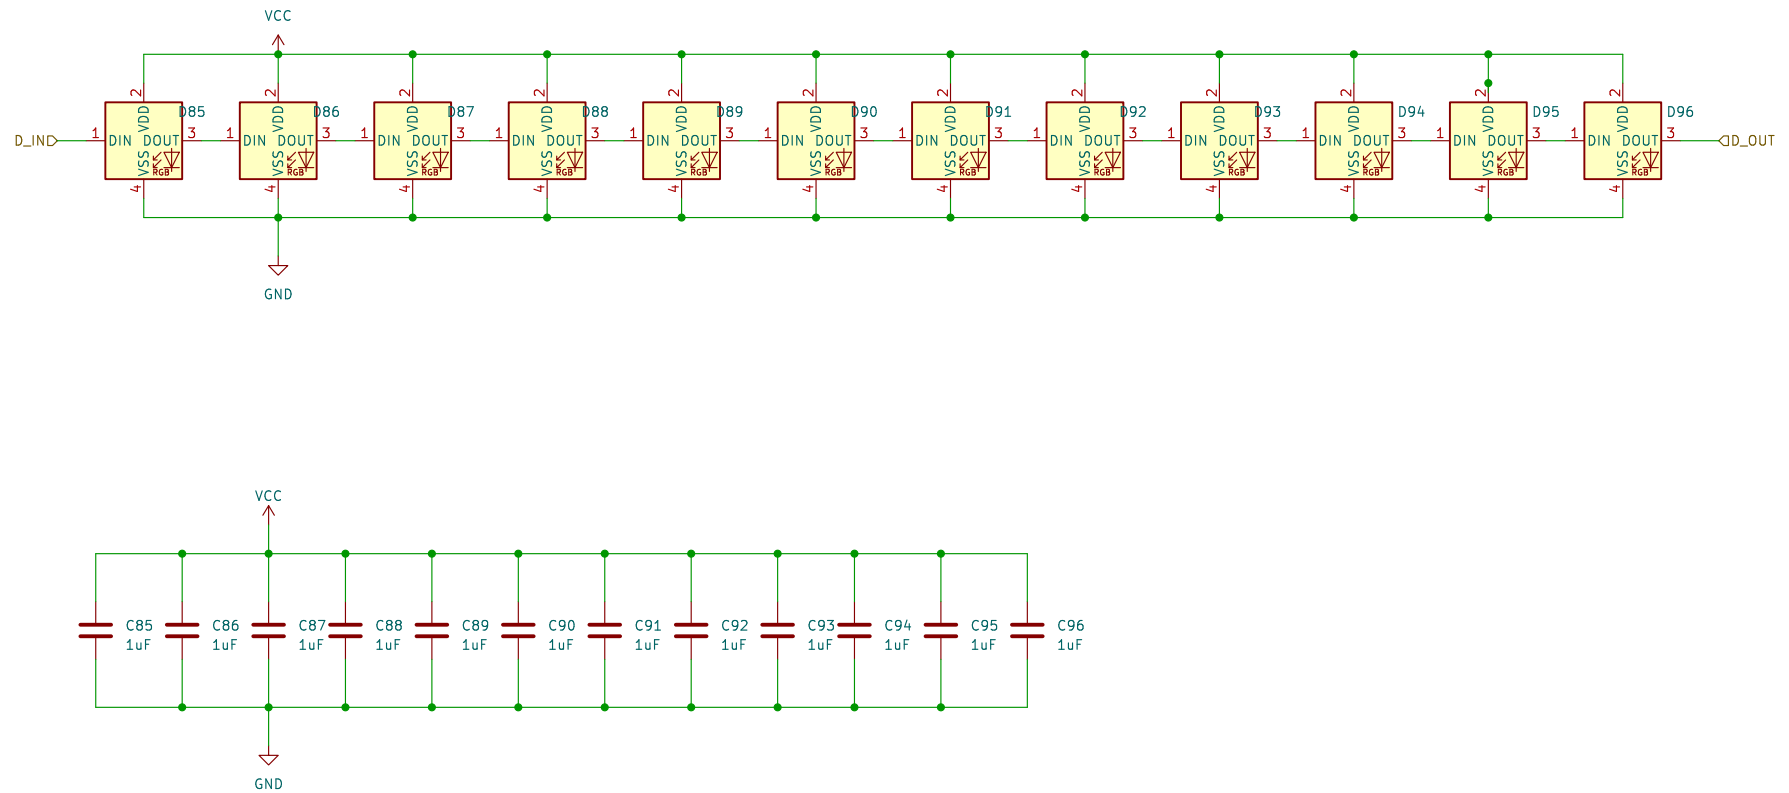 VCC
D85 D86 D87 D88 D89 D90 D91 D92 D93 D94 D95 D96
2 2 2 2 2 2 2 2 2 2 2 2
VDD VDD VDD VDD VDD VDD VDD VDD VDD VDD VDD VDD
D_IN 1 DIN DOUT 3 1 DIN DOUT 3 1 DIN DOUT 3 1 DIN DOUT 3 1 DIN DOUT 3 1 DIN DOUT 3 1 DIN DOUT 3 1 DIN DOUT 3 1 DIN DOUT 3 1 DIN DOUT 3 1 DIN DOUT 3 1 DIN DOUT 3 D_OUT
VSS VSS VSS VSS VSS VSS VSS VSS VSS VSS VSS VSS
RGB RGB RGB RGB RGB RGB RGB RGB RGB RGB RGB RGB
4 4 4 4 4 4 4 4 4 4 4 4
GND
VCC
C85 C86 C87 C88 C89 C90 C91 C92 C93 C94 C95 C96
1uF 1uF 1uF 1uF 1uF 1uF 1uF 1uF 1uF 1uF 1uF 1uF
GND